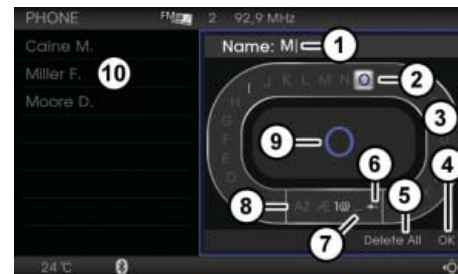 PHONE FM 2 92,9 MHz
Caine M.
Miller F.
Moore D.
Name: M|
1
I J K L M N O
2
H
G
F
E
D
3
4
5
6
7
8
9
10
AZ Æ 1@ _ ←
Delete All OK
24°C